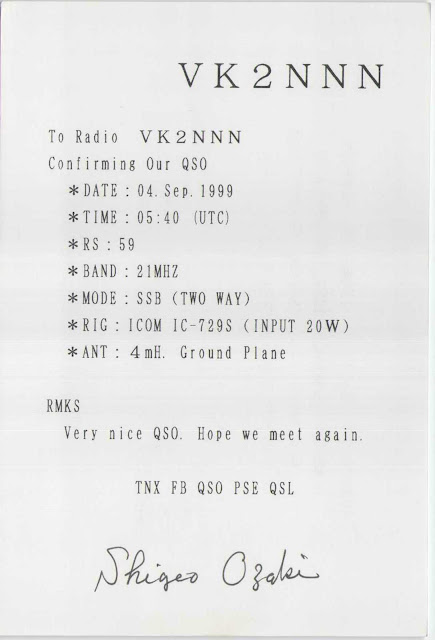 VK2NNN
To Radio VK2NNN
Confirming Our QSO
*DATE : 04. Sep. 1999
*TIME : 05:40 (UTC)
*RS : 59
*BAND : 21MHZ
*MODE : SSB (TWO WAY)
*RIG : ICOM IC-729S (INPUT 20W)
*ANT : 4mH. Ground Plane
RMKS
Very nice QSO. Hope we meet again.
TNX FB QSO PSE QSL
Shigeo Ozaki